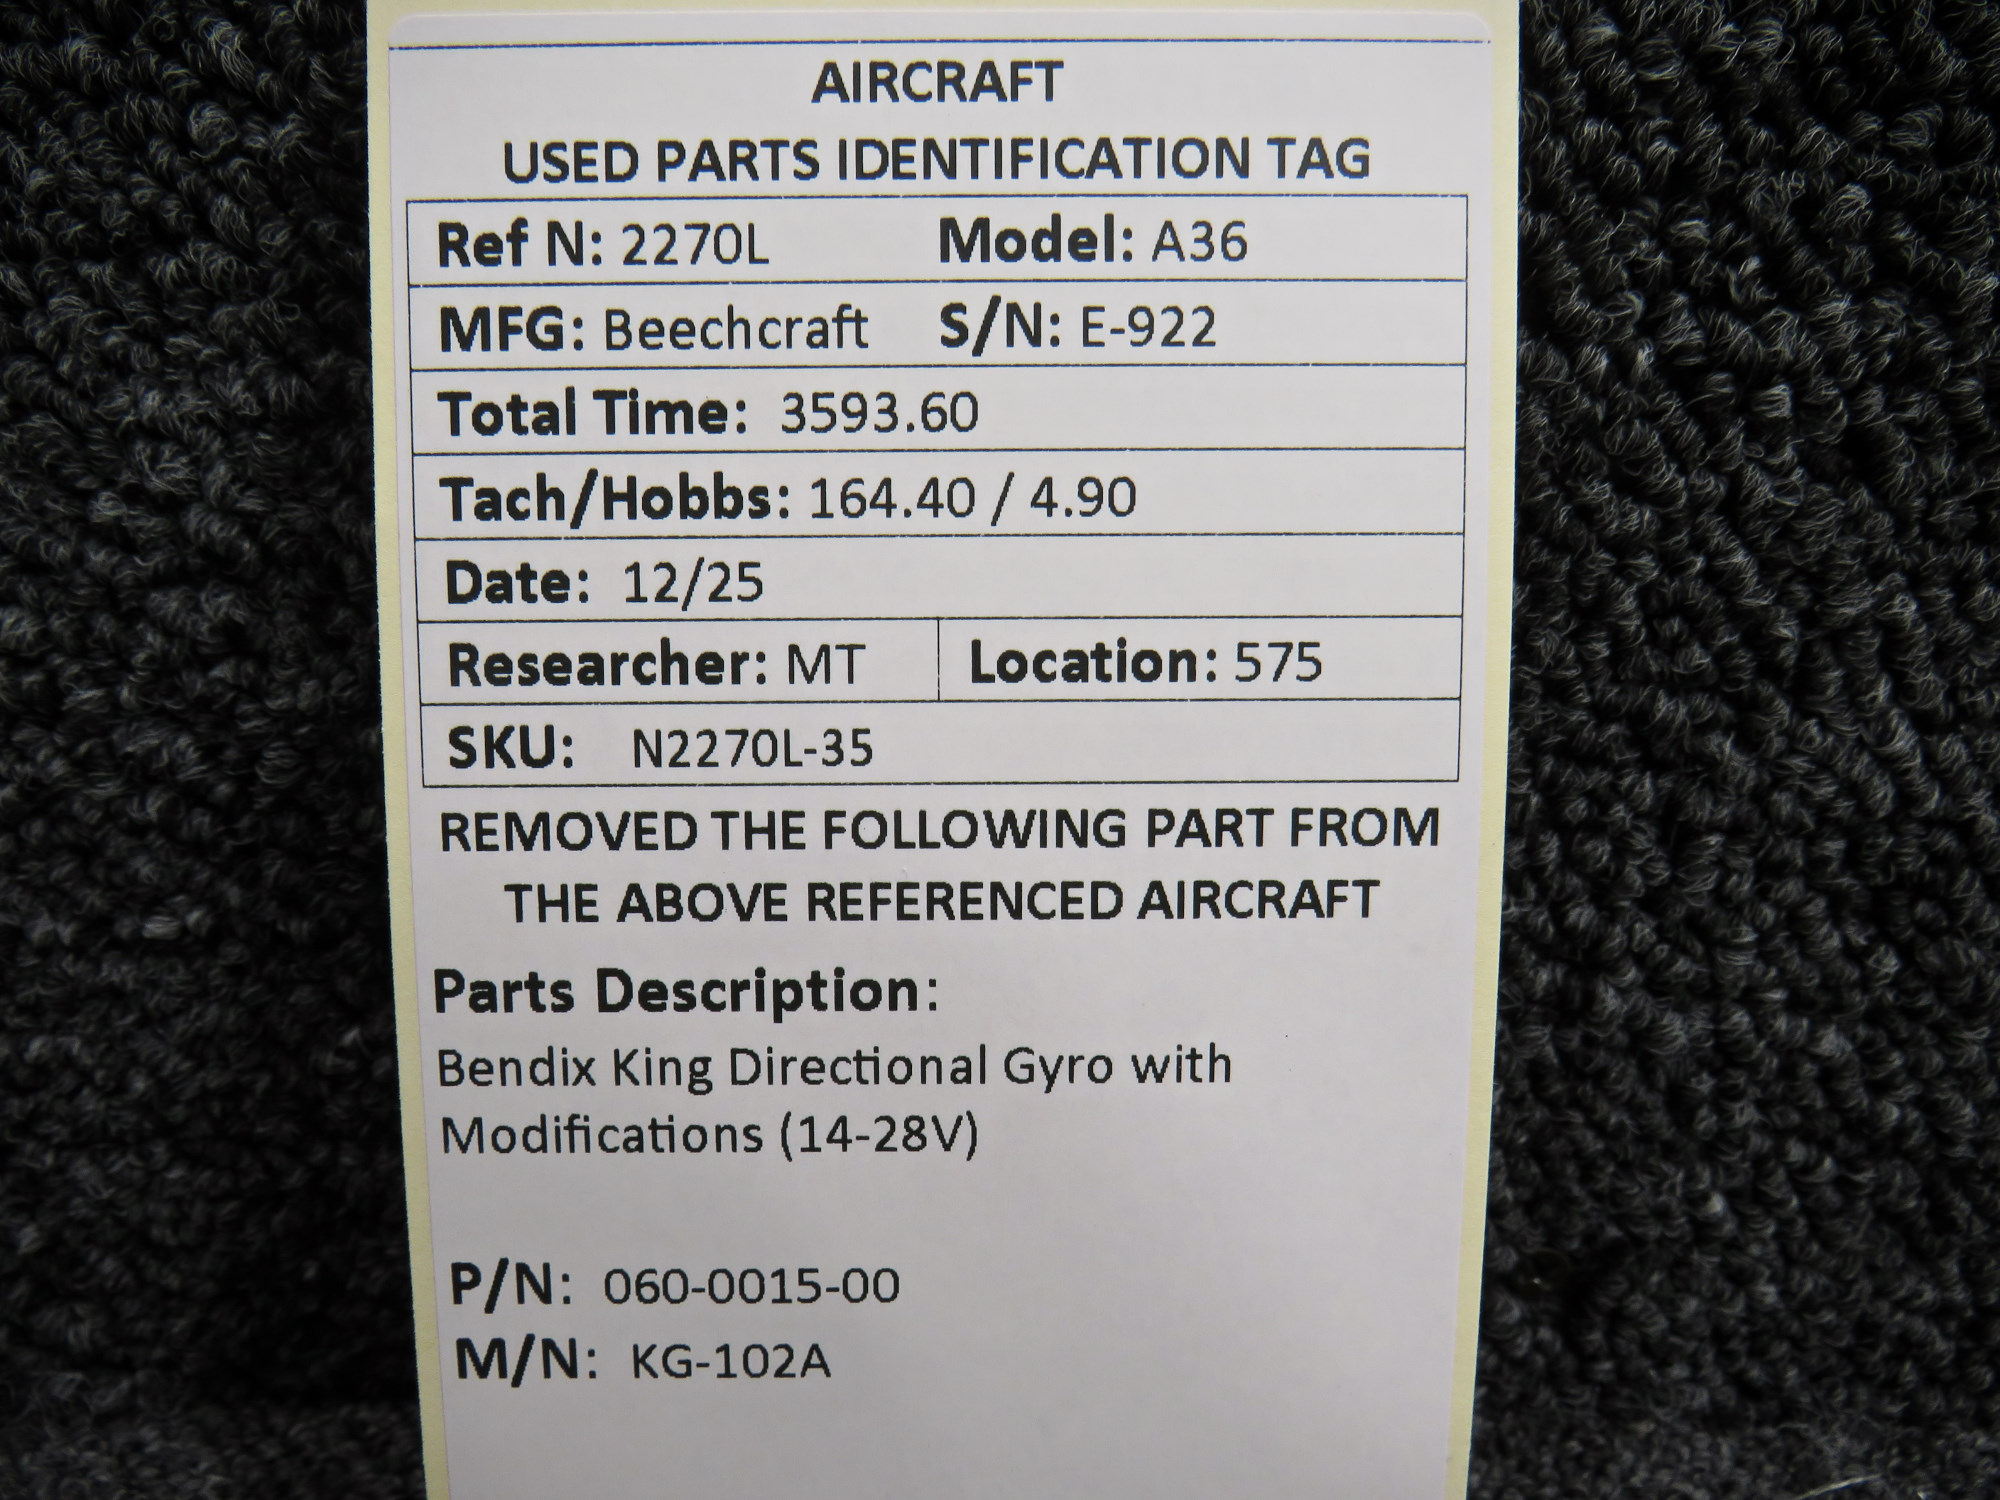 AIRCRAFT
USED PARTS IDENTIFICATION TAG
Ref N: 2270L Model: A36
MFG: Beechcraft S/N: E-922
Total Time: 3593.60
Tach/Hobbs: 164.40 / 4.90
Date: 12/25
Researcher: MT Location: 575
SKU: N2270L-35
REMOVED THE FOLLOWING PART FROM
THE ABOVE REFERENCED AIRCRAFT
Parts Description:
Bendix King Directional Gyro with
Modifications (14-28V)
P/N: 060-0015-00
M/N: KG-102A